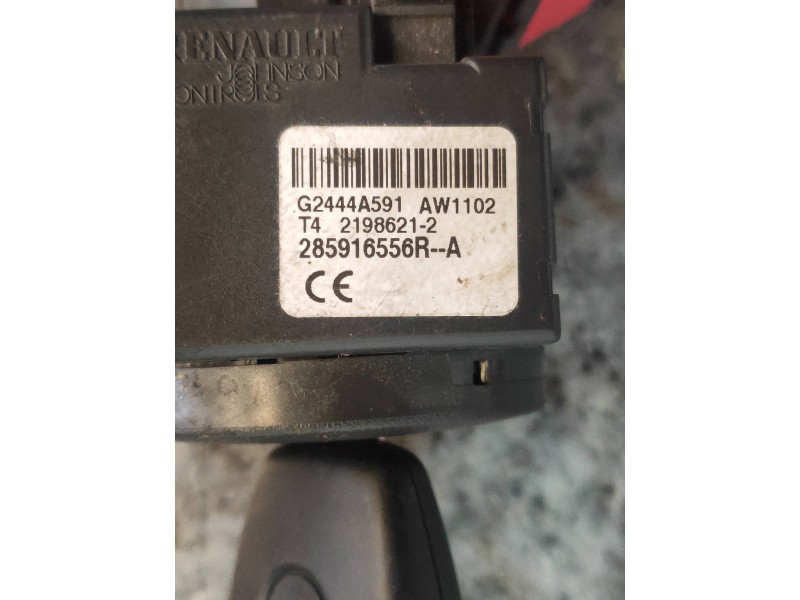 RENAULT
JOHNSON
CONTROLS
G2444A591 AW1102
T4 2198621-2
285916556R--A
CE